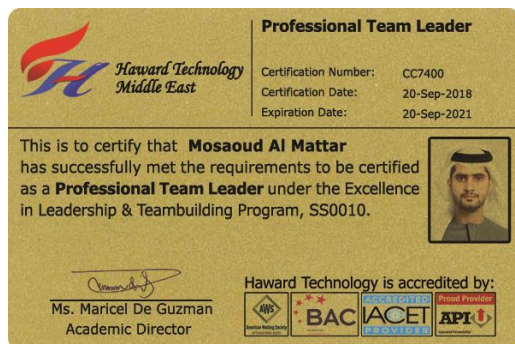 Professional Team Leader
Haward Technology
Middle East
Certification Number: CC7400
Certification Date: 20-Sep-2018
Expiration Date: 20-Sep-2021
This is to certify that Mosaoud Al Mattar
has successfully met the requirements to be certified
as a Professional Team Leader under the Excellence
in Leadership & Teambuilding Program, SS0010.
Ms. Maricel De Guzman
Academic Director
Haward Technology is accredited by:
AWS
American Welding Society
BAC
ACCREDITED
IACET
PROVIDER
Proud Provider
API